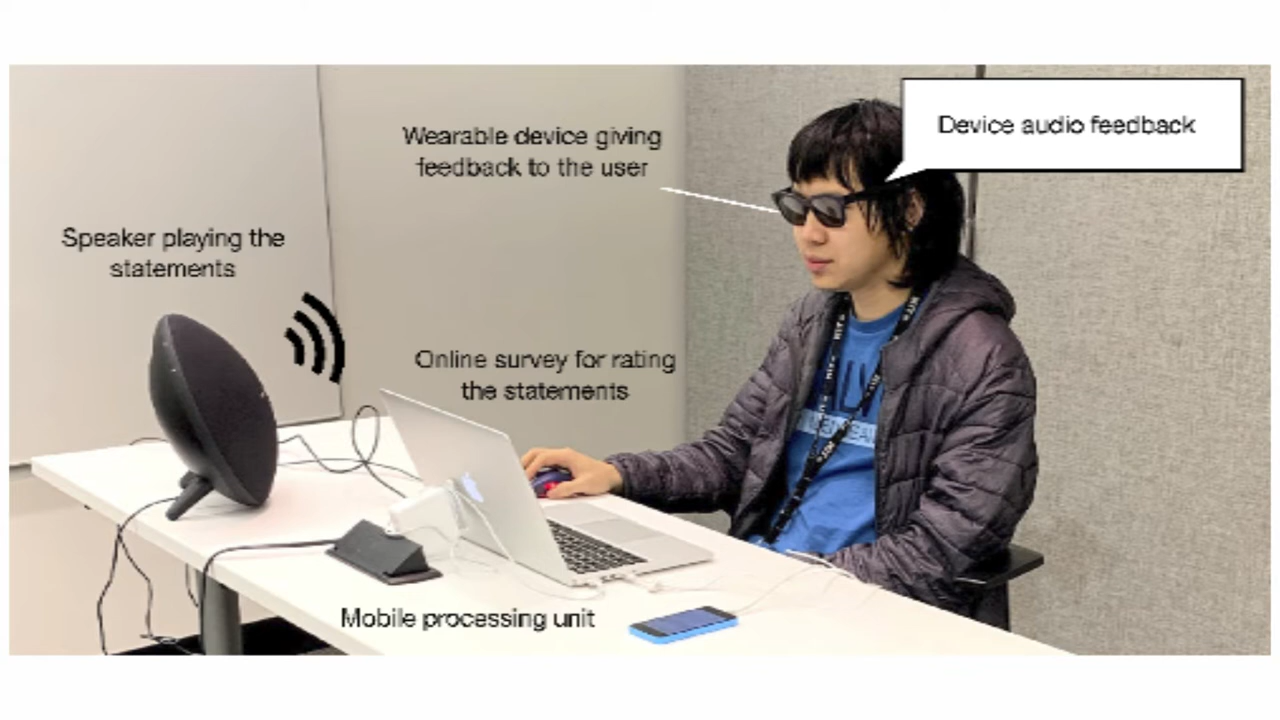 Device audio feedback
Wearable device giving
feedback to the user
Speaker playing the
statements
Online survey for rating
the statements
Mobile processing unit